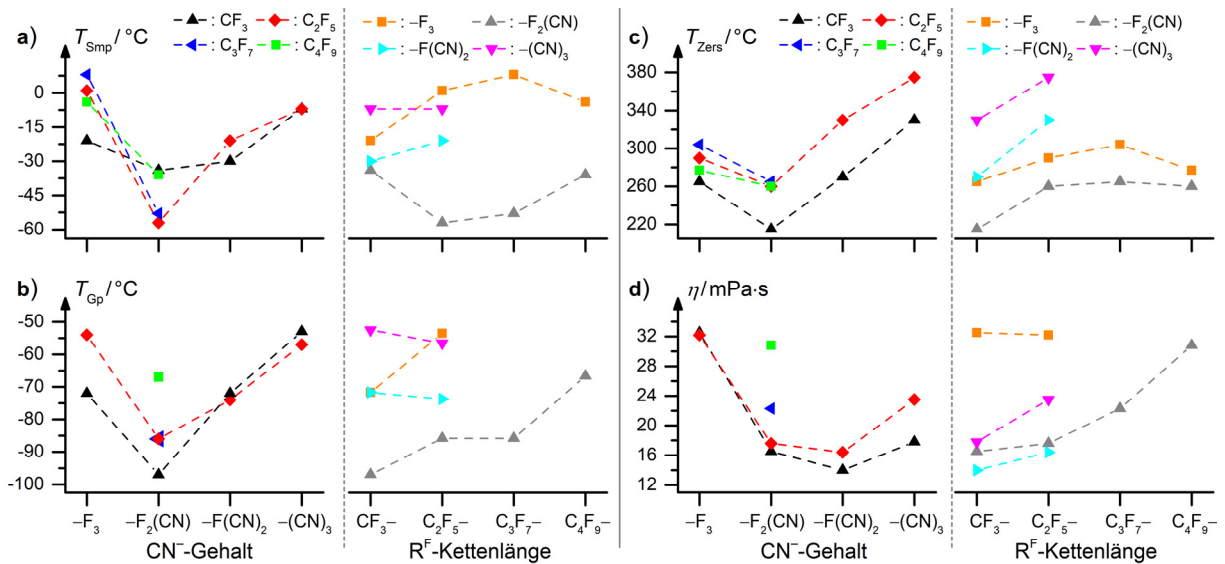 a) T_Smp / °C
▲ : CF₃ ◆ : C₂F₅
◀ : C₃F₇ ■ : C₄F₉
■ : –F₃ ▲ : –F₂(CN)
▶ : –F(CN)₂ ▼ : –(CN)₃
0
-15
-30
-45
-60
b) T_Gp / °C
-50
-60
-70
-80
-90
-100
–F₃ –F₂(CN) –F(CN)₂ –(CN)₃
CN⁻-Gehalt
CF₃– C₂F₅– C₃F₇– C₄F₉–
R^F-Kettenlänge
c) T_Zers / °C
▲ : CF₃ ◆ : C₂F₅
◀ : C₃F₇ ■ : C₄F₉
■ : –F₃ ▲ : –F₂(CN)
▶ : –F(CN)₂ ▼ : –(CN)₃
380
340
300
260
220
d) η / mPa·s
32
28
24
20
16
12
–F₃ –F₂(CN) –F(CN)₂ –(CN)₃
CN⁻-Gehalt
CF₃– C₂F₅– C₃F₇– C₄F₉–
R^F-Kettenlänge